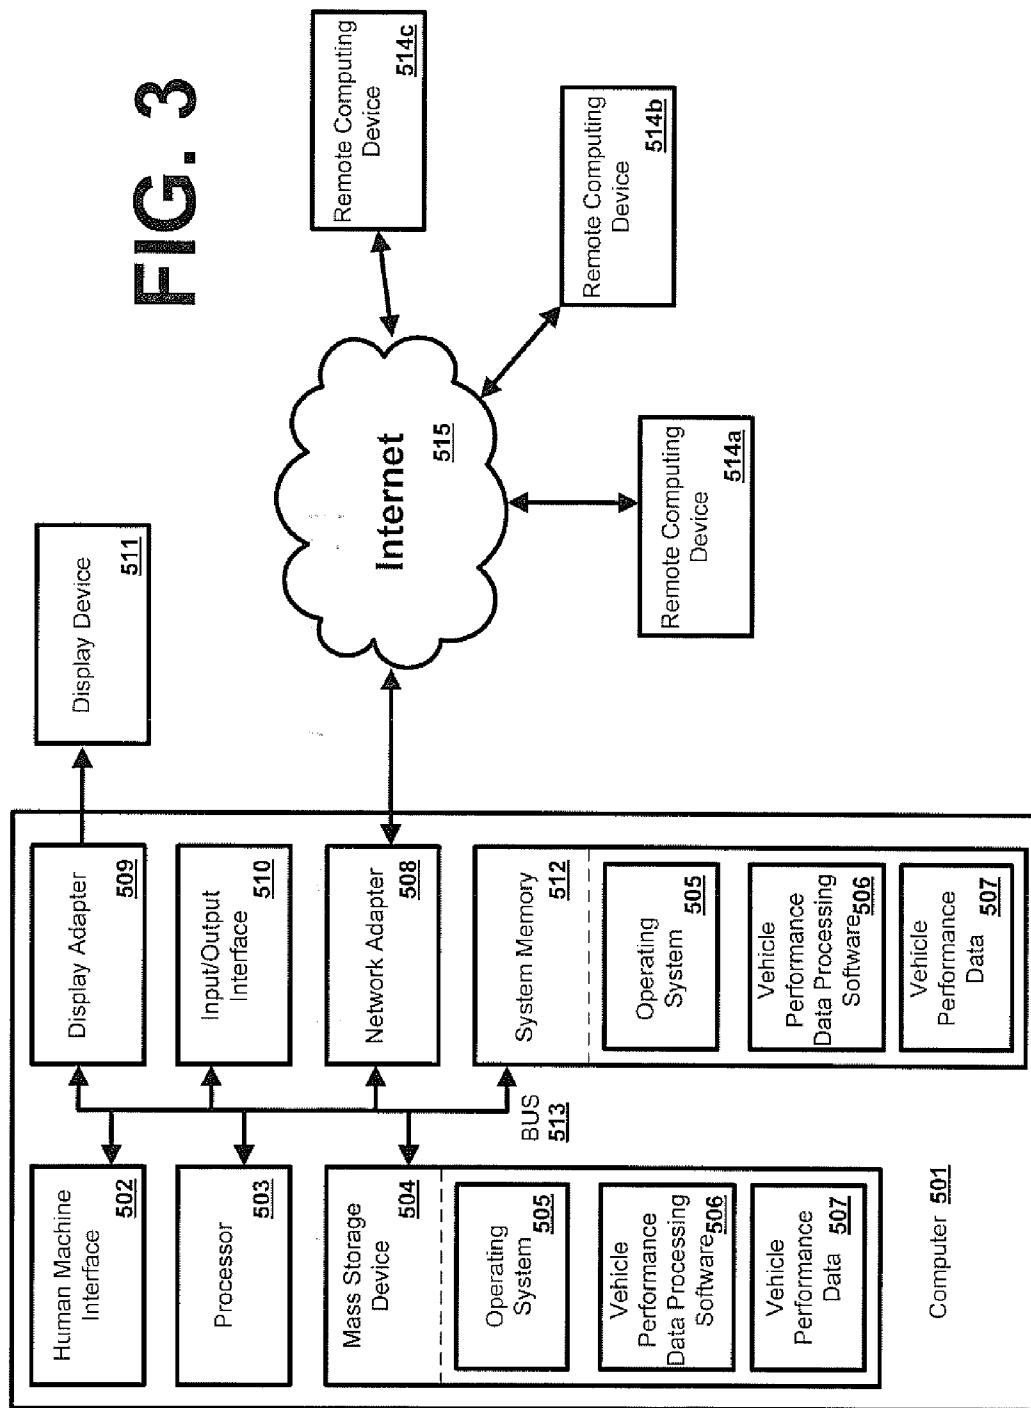 Human Machine
Interface
502
Processor
503
Mass Storage
Device
504
Operating
System
505
Vehicle
Performance
Data Processing
Software
506
Vehicle
Performance
Data
507
Computer 501
BUS
513
Display Adapter
509
Input/Output
Interface
510
Network Adapter
508
System Memory
512
Operating
System
505
Vehicle
Performance
Data Processing
Software
506
Vehicle
Performance
Data
507
Display Device
511
Internet
515
Remote Computing
Device
514a
Remote Computing
Device
514b
Remote Computing
Device
514c
FIG. 3